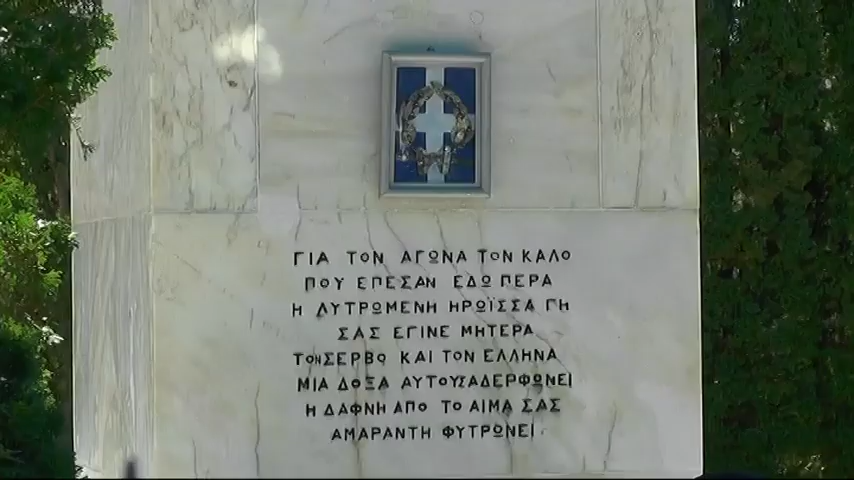 ΓΙΑ ΤΟΝ ΑΓΩΝΑ ΤΟΝ ΚΑΛΟ
ΠΟΥ ΕΠΕΣΑΝ ΕΔΩ ΠΕΡΑ
Η ΛΥΤΡΩΜΕΝΗ ΗΡΩΪΣΣΑ ΓΗ
ΣΑΣ ΕΓΙΝΕ ΜΗΤΕΡΑ
ΤΟΝ ΣΕΡΒΟ ΚΑΙ ΤΟΝ ΕΛΛΗΝΑ
ΜΙΑ ΔΟΞΑ ΑΥΤΟΥΣ ΑΔΕΡΦΩΝΕΙ
Η ΔΑΦΝΗ ΑΠΟ ΤΟ ΑΙΜΑ ΣΑΣ
ΑΜΑΡΑΝΤΗ ΦΥΤΡΩΝΕΙ